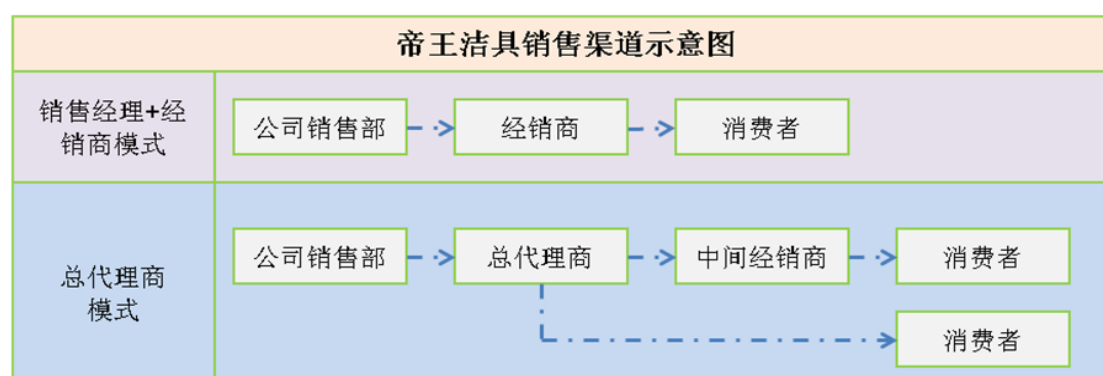 帝王洁具销售渠道示意图
销售经理+经
销商模式
公司销售部
经销商
消费者
总代理商
模式
公司销售部
总代理商
中间经销商
消费者
消费者